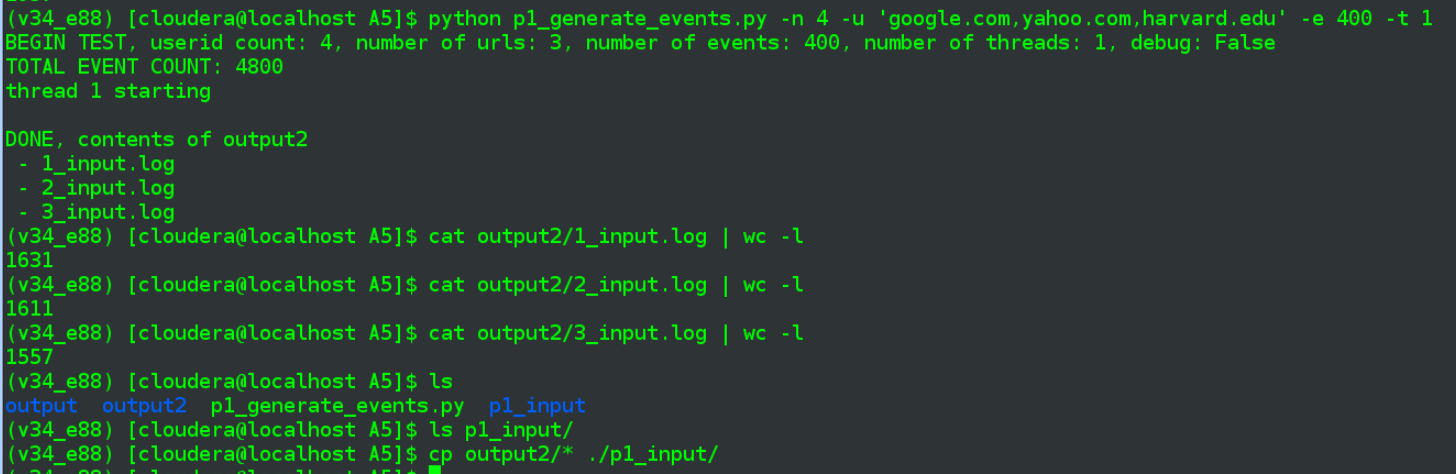 (v34_e88) [cloudera@localhost A5]$ python p1_generate_events.py -n 4 -u 'google.com,yahoo.com,harvard.edu' -e 400 -t 1
BEGIN TEST, userid count: 4, number of urls: 3, number of events: 400, number of threads: 1, debug: False
TOTAL EVENT COUNT: 4800
thread 1 starting
DONE, contents of output2
- 1_input.log
- 2_input.log
- 3_input.log
(v34_e88) [cloudera@localhost A5]$ cat output2/1_input.log | wc -l
1631
(v34_e88) [cloudera@localhost A5]$ cat output2/2_input.log | wc -l
1611
(v34_e88) [cloudera@localhost A5]$ cat output2/3_input.log | wc -l
1557
(v34_e88) [cloudera@localhost A5]$ ls
output output2 p1_generate_events.py p1_input
(v34_e88) [cloudera@localhost A5]$ ls p1_input/
(v34_e88) [cloudera@localhost A5]$ cp output2/* ./p1_input/